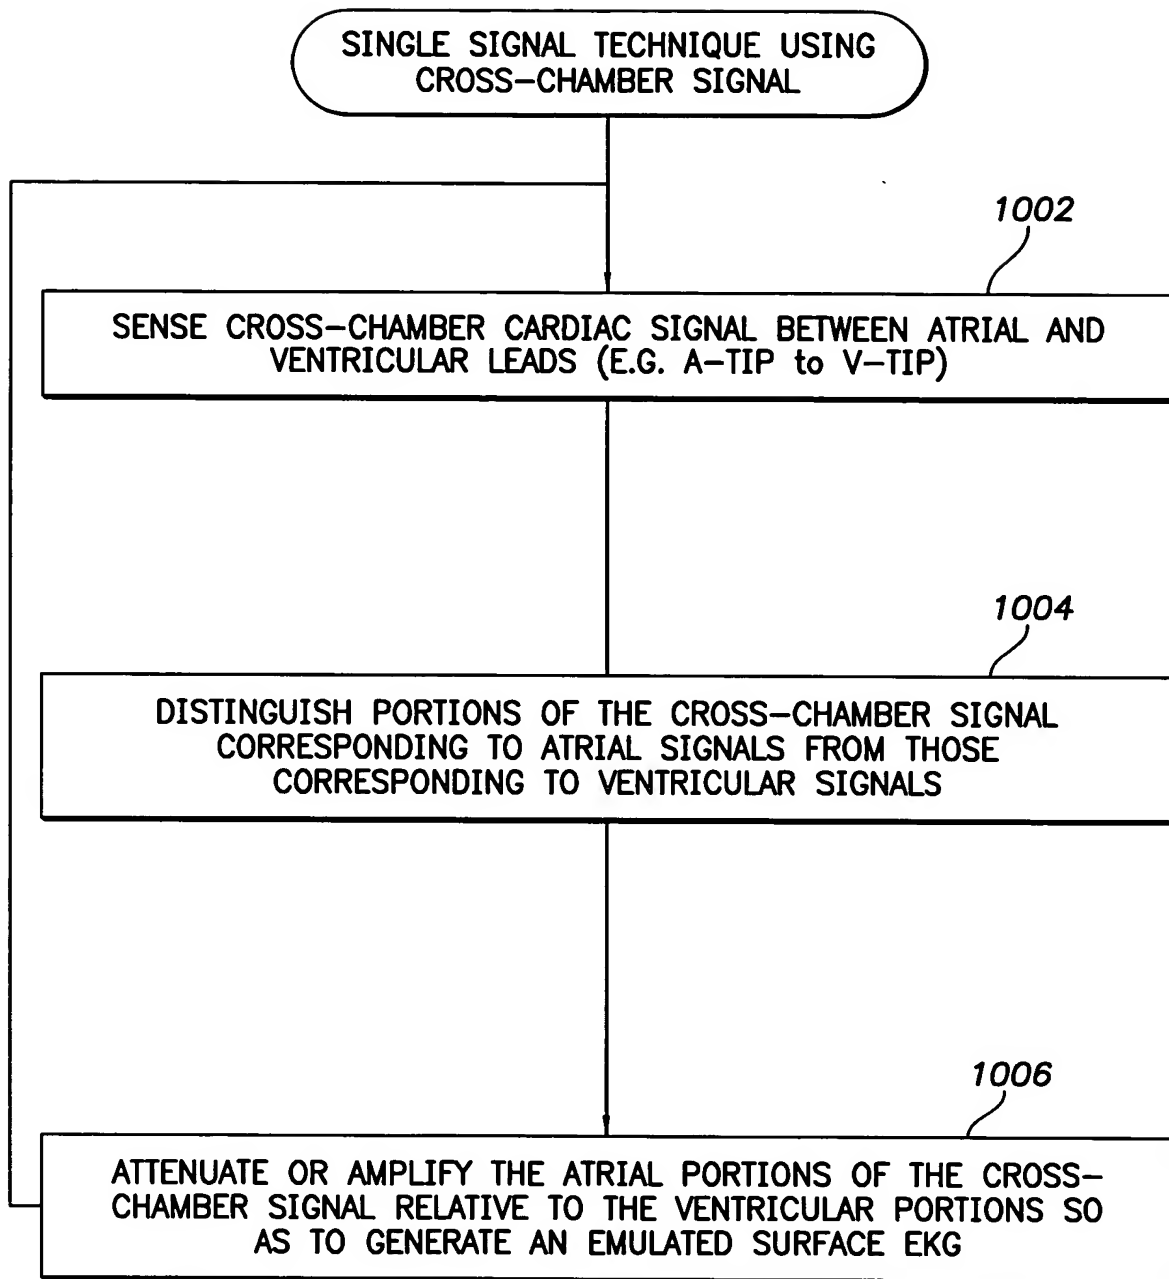 SINGLE SIGNAL TECHNIQUE USING
CROSS-CHAMBER SIGNAL
1002
SENSE CROSS-CHAMBER CARDIAC SIGNAL BETWEEN ATRIAL AND
VENTRICULAR LEADS (E.G. A-TIP to V-TIP)
1004
DISTINGUISH PORTIONS OF THE CROSS-CHAMBER SIGNAL
CORRESPONDING TO ATRIAL SIGNALS FROM THOSE
CORRESPONDING TO VENTRICULAR SIGNALS
1006
ATTENUATE OR AMPLIFY THE ATRIAL PORTIONS OF THE CROSS-
CHAMBER SIGNAL RELATIVE TO THE VENTRICULAR PORTIONS SO
AS TO GENERATE AN EMULATED SURFACE EKG